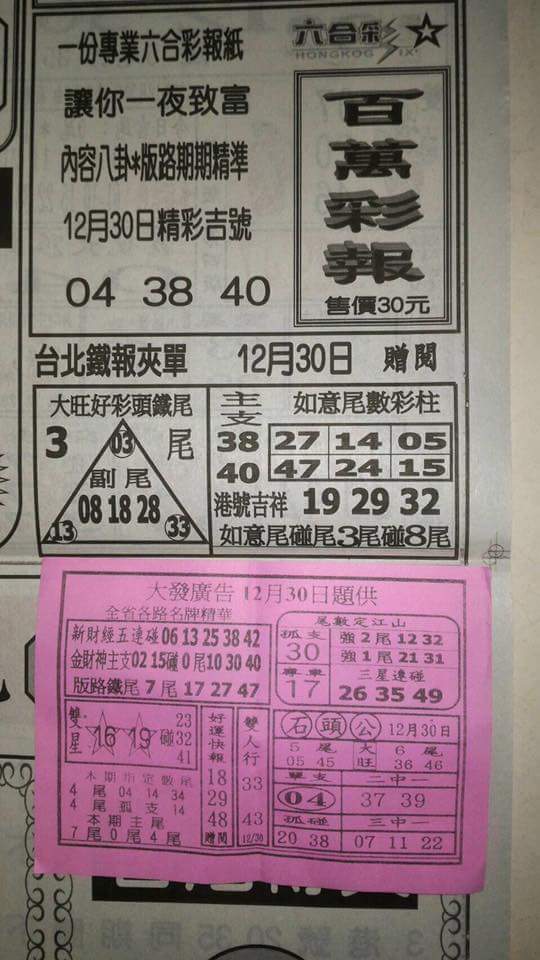 一份專業六合彩報紙
讓你一夜致富
內容八卦*版路期期精準
12月30日精彩吉號
04 38 40
六合彩
HONGKOG SIX
百萬彩報
售價30元
台北鐵報夾單 12月30日 贈閱
大旺好彩頭鐵尾
3 03 尾
副尾
08 18 28
13 33
主支 如意尾數彩柱
38 27 14 05
40 47 24 15
港號吉祥 19 29 32
如意尾碰尾3尾碰8尾
大發廣告12月30日題供
全省各路名牌精華
新財經五連碰 06 13 25 38 42
金財神主支02 15碰0尾10 30 40
版路鐵尾7尾17 27 47
尾數定江山
孤支 強2尾12 32
30 強1尾21 31
專車 三星連碰
17 26 35 49
雙星 16 19 碰 23 32 41
本期指定數尾
4尾 04 14 34
4尾孤支14
本期主尾
7尾0尾4尾
好運快報
18
29
48
贈閱
雙人行
33
43
12/30
石頭公 12月30日
5尾 大 6尾
05 45 旺 36 46
單支 二中一
04 37 39
孤碰 三中一
20 38 07 11 22